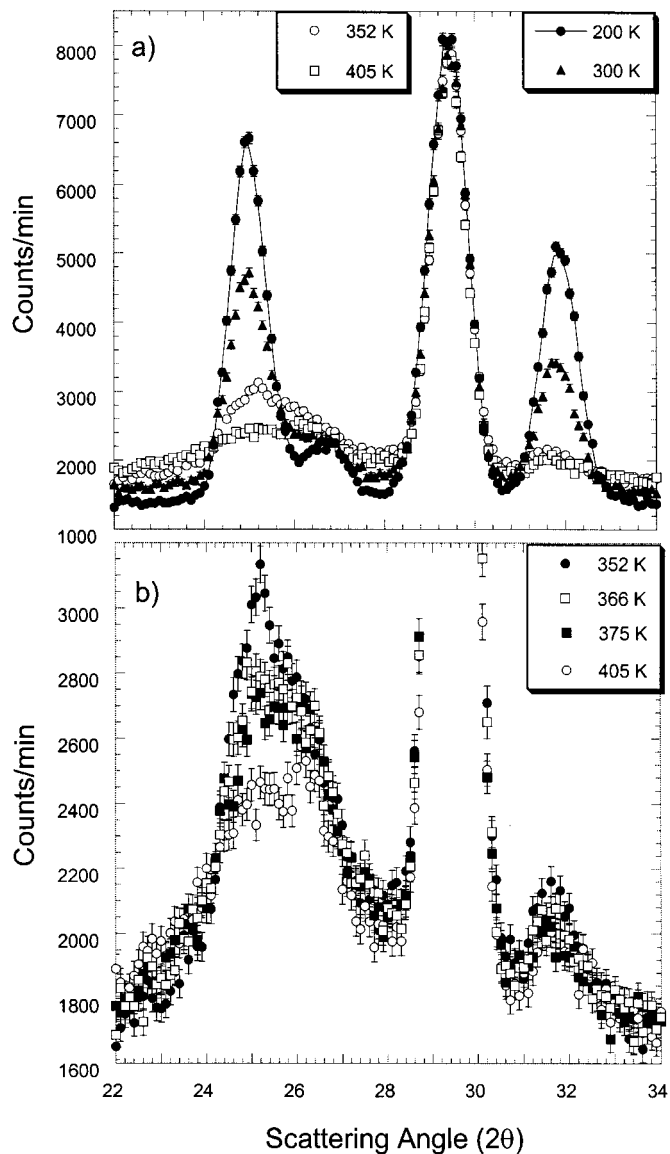 a)
352 K
405 K
200 K
300 K
8000
7000
6000
5000
4000
3000
2000
1000
Counts/min
b)
352 K
366 K
375 K
405 K
3000
2800
2600
2400
2200
2000
1800
1600
Counts/min
22 24 26 28 30 32 34
Scattering Angle (2θ)